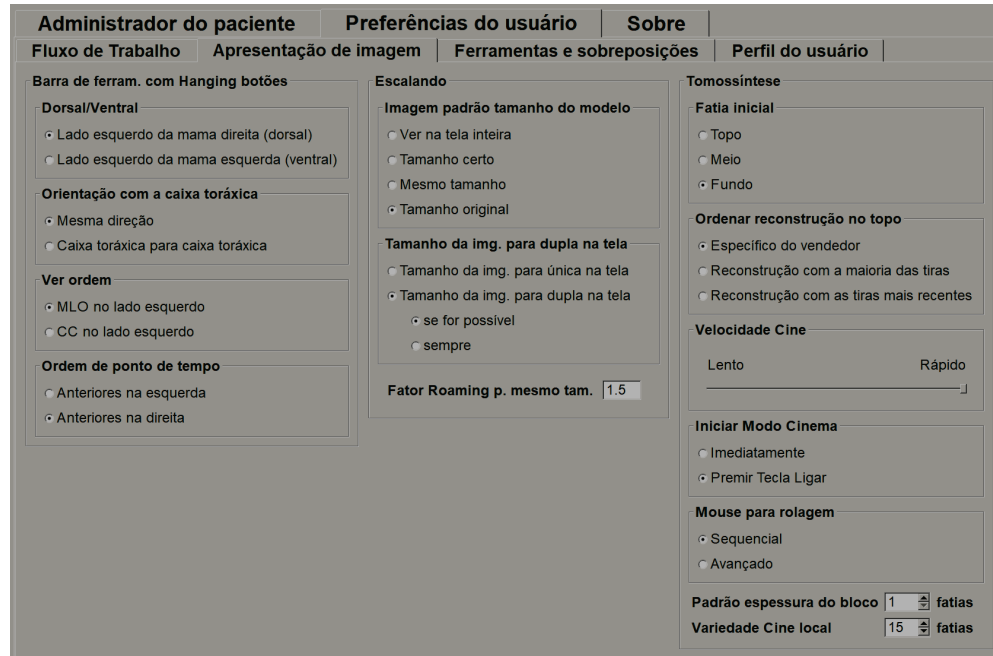 Administrador do paciente Preferências do usuário Sobre
Fluxo de Trabalho Apresentação de imagem Ferramentas e sobreposições Perfil do usuário
Barra de ferram. com Hanging botões
Dorsal/Ventral
Lado esquerdo da mama direita (dorsal)
Lado esquerdo da mama esquerda (ventral)
Orientação com a caixa toráxica
Mesma direção
Caixa toráxica para caixa toráxica
Ver ordem
MLO no lado esquerdo
CC no lado esquerdo
Ordem de ponto de tempo
Anteriores na esquerda
Anteriores na direita
Escalando
Imagem padrão tamanho do modelo
Ver na tela inteira
Tamanho certo
Mesmo tamanho
Tamanho original
Tamanho da img. para dupla na tela
Tamanho da img. para única na tela
Tamanho da img. para dupla na tela
se for possível
sempre
Fator Roaming p. mesmo tam. 1.5
Tomossíntese
Fatia inicial
Topo
Meio
Fundo
Ordenar reconstrução no topo
Específico do vendedor
Reconstrução com a maioria das tiras
Reconstrução com as tiras mais recentes
Velocidade Cine
Lento Rápido
Iniciar Modo Cinema
Imediatamente
Premir Tecla Ligar
Mouse para rolagem
Sequencial
Avançado
Padrão espessura do bloco 1 fatias
Variedade Cine local 15 fatias